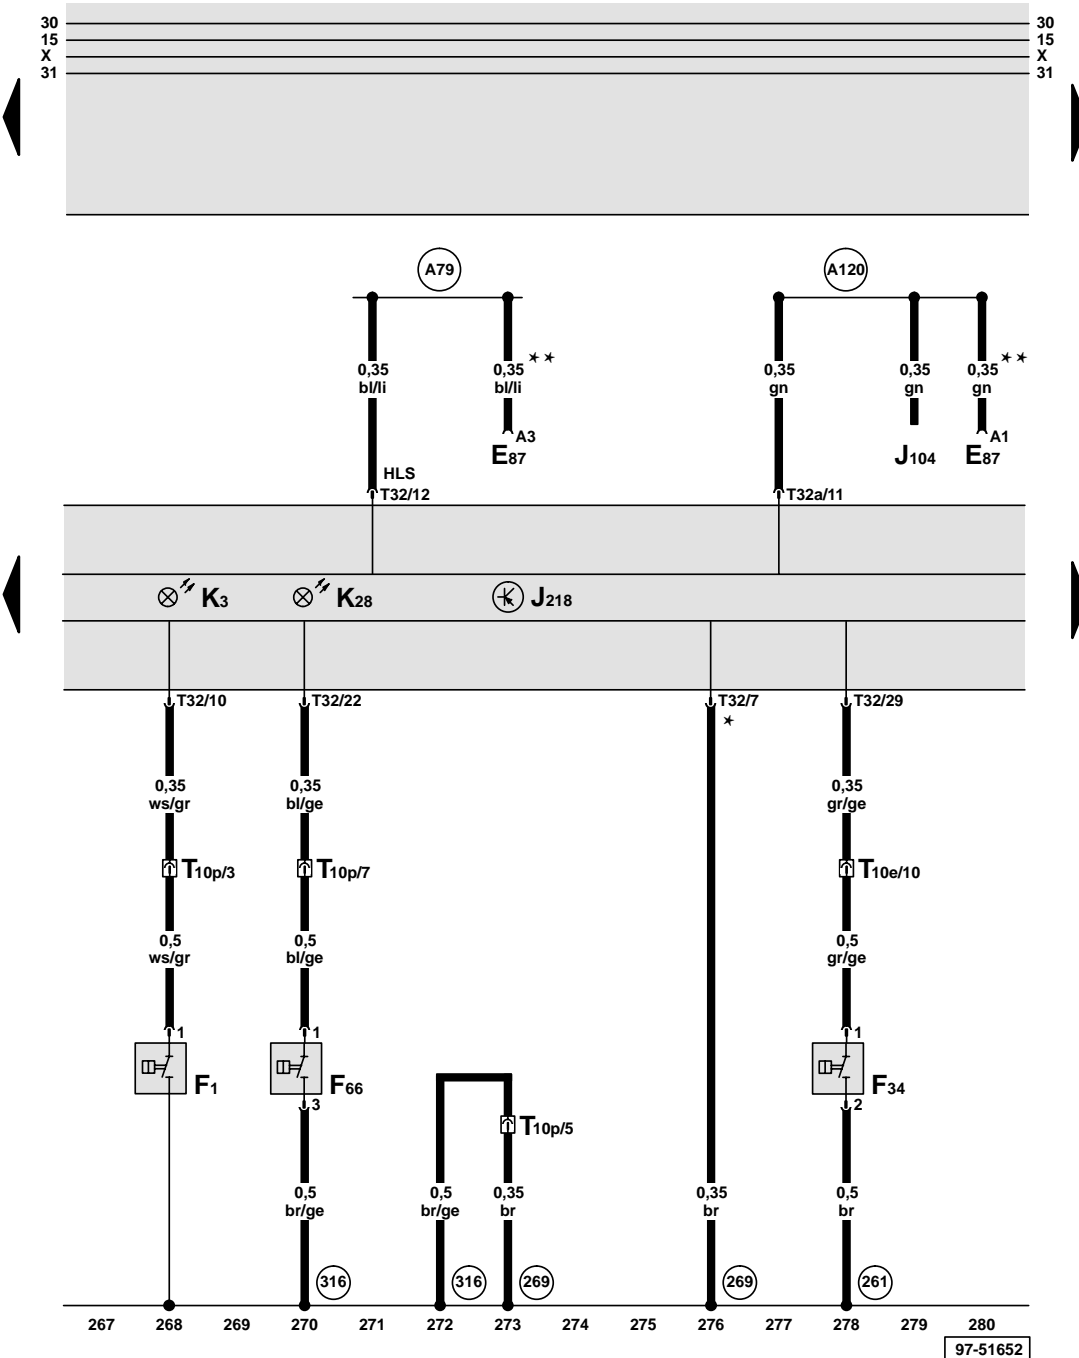 30 30
15 15
X X
31 31
A79 A120
0,35 0,35 ★★ 0,35 0,35 0,35 ★★
bl/li bl/li gn gn gn
A3 A1
E87 J104 E87
HLS
T32/12 T32a/11
K3 K28 J218
T32/10 T32/22 T32/7 T32/29
★
0,35 0,35 0,35
ws/gr bl/ge gr/ge
T10p/3 T10p/7 T10e/10
0,5 0,5 0,5
ws/gr bl/ge gr/ge
1 1 1
F1 F66 F34
3 2
T10p/5
0,5 0,5 0,35 0,35 0,5
br/ge br/ge br br br
316 316 269 269 261
267 268 269 270 271 272 273 274 275 276 277 278 279 280
97-51652